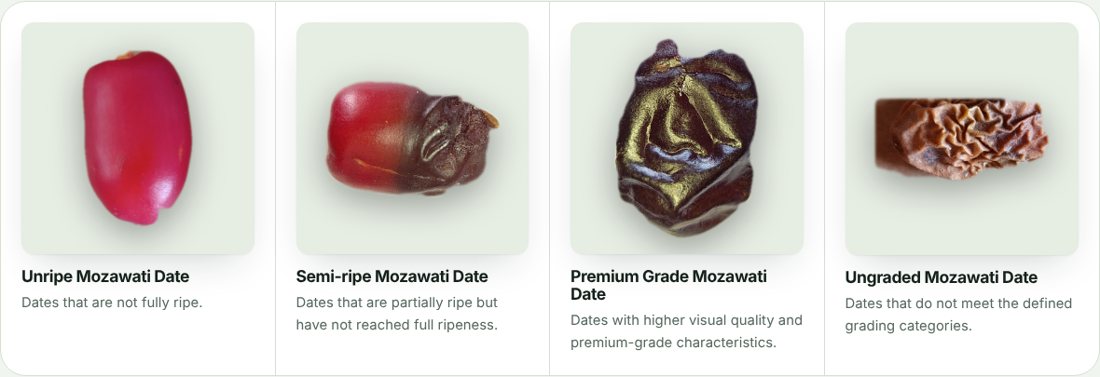 Unripe Mozawati Date
Dates that are not fully ripe.
Semi-ripe Mozawati Date
Dates that are partially ripe but
have not reached full ripeness.
Premium Grade Mozawati
Date
Dates with higher visual quality and
premium-grade characteristics.
Ungraded Mozawati Date
Dates that do not meet the defined
grading categories.